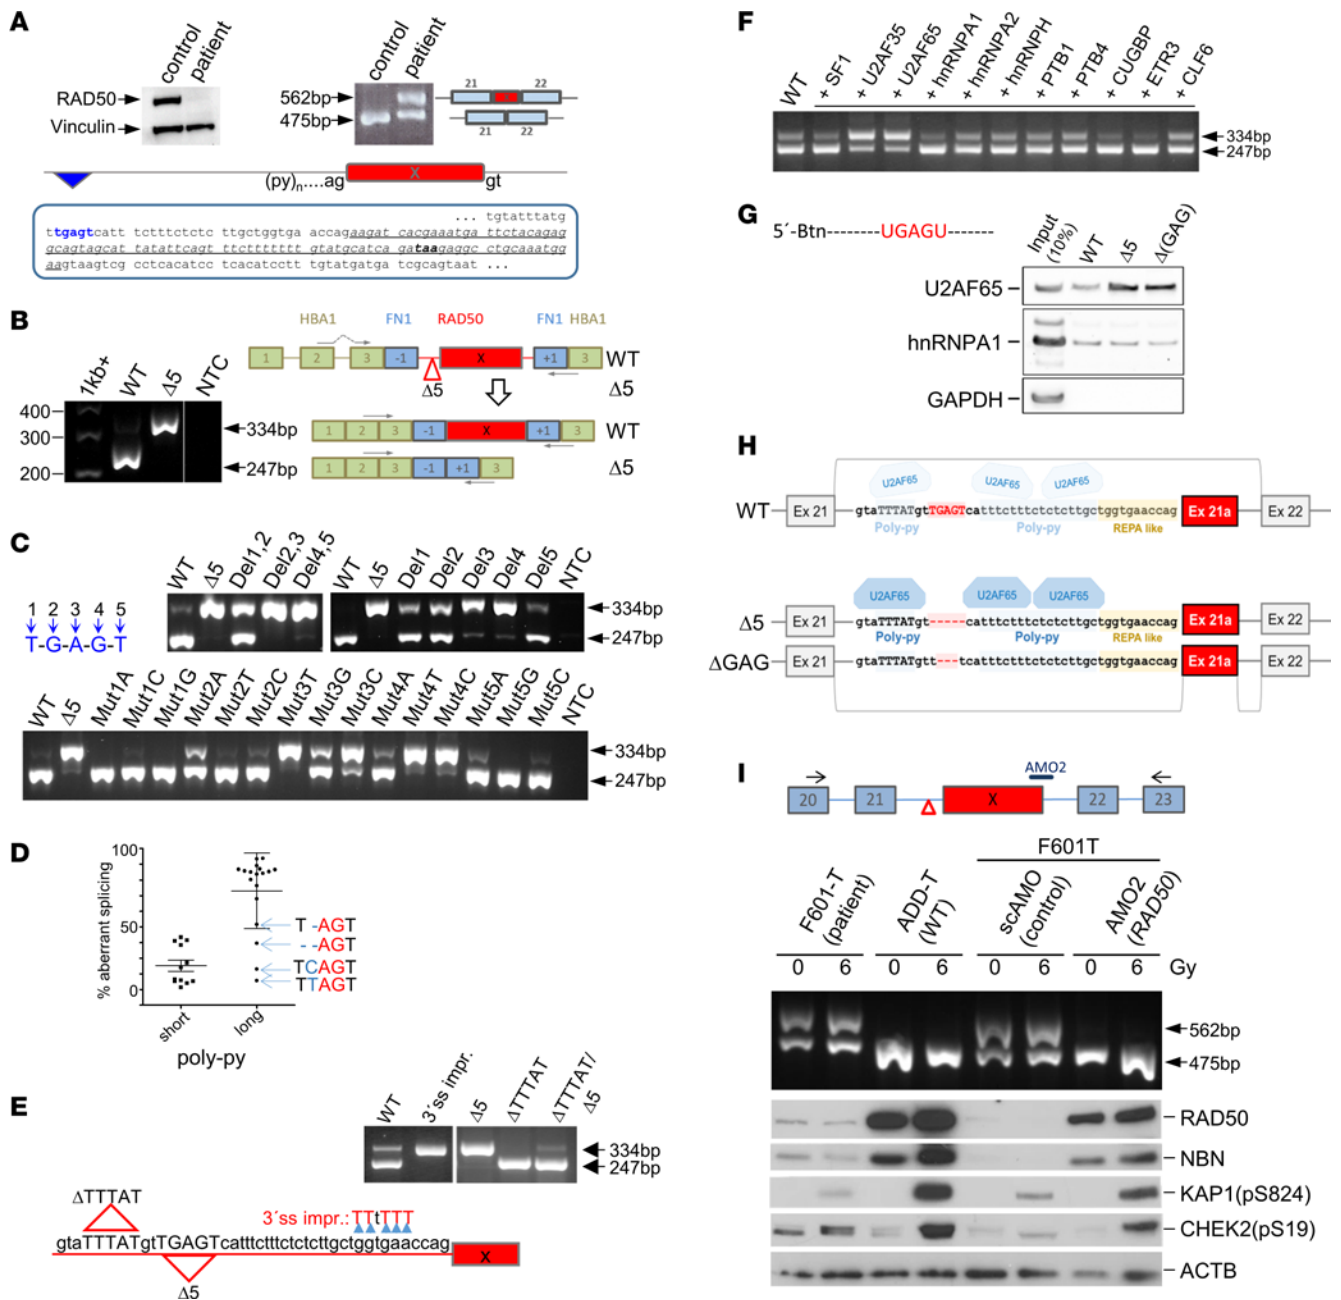 A
control
patient
RAD50
Vinculin
control
patient
562bp
475bp
21
22
21
22
X
(py)n....ag
gt
... tgtatttatg
ttgagtcatt tctttctctc ttgctggtga accagaagat cacgaaatga ttctacagag
gcagtagcat tatattcagt ttcttttttt gtatgcatca gataagaggc ctgcaaatgg
aagtaagtcg cctcacatcc tcacatcctt tgtatgatga tcgcagtaat ...
B
1kb+
WT
Δ5
NTC
400
300
200
334bp
247bp
HBA1
FN1
RAD50
FN1
HBA1
1
2
3
-1
X
+1
3
WT
Δ5
Δ5
1
2
3
-1
X
+1
3
WT
1
2
3
-1
+1
3
Δ5
C
1 2 3 4 5
T-G-A-G-T
WT
Δ5
Del1,2
Del2,3
Del4,5
WT
Δ5
Del1
Del2
Del3
Del4
Del5
NTC
334bp
247bp
WT
Δ5
Mut1A
Mut1C
Mut1G
Mut2A
Mut2T
Mut2C
Mut3T
Mut3G
Mut3C
Mut4A
Mut4T
Mut4C
Mut5A
Mut5G
Mut5C
NTC
334bp
247bp
D
% aberrant splicing
100
50
0
short
long
poly-py
T -AGT
- -AGT
TCAGT
TTAGT
E
WT
3´ss impr.
Δ5
ΔTTTAT
ΔTTTAT/
Δ5
334bp
247bp
ΔTTTAT
3´ss impr.:TTtTTT
gtaTTTATgtTGAGTcatttctttctctcttgctggtgaaccag
X
Δ5
F
WT
+ SF1
+ U2AF35
+ U2AF65
+ hnRNPA1
+ hnRNPA2
+ hnRNPH
+ PTB1
+ PTB4
+ CUGBP
+ ETR3
+ CLF6
334bp
247bp
G
5´-Btn-------UGAGU------
Input
(10%)
WT
Δ5
Δ(GAG)
U2AF65
hnRNPA1
GAPDH
H
U2AF65
U2AF65
U2AF65
WT
Ex 21
gtaTTTATgtTGAGTcatttctttctctcttgctggtgaaccag
Ex 21a
Ex 22
Poly-py
Poly-py
REPA like
U2AF65
U2AF65
U2AF65
Δ5
Ex 21
gtaTTTATgt-----catttctttctctcttgctggtgaaccag
Ex 21a
Ex 22
Poly-py
Poly-py
REPA like
ΔGAG
Ex 21
gtaTTTATgtt---tcatttctttctctcttgctggtgaaccag
Ex 21a
Ex 22
I
AMO2
20
21
X
22
23
Δ
F601T
F601-T
(patient)
ADD-T
(WT)
scAMO
(control)
AMO2
(RAD50)
0 6 0 6 0 6 0 6 Gy
562bp
475bp
RAD50
NBN
KAP1(pS824)
CHEK2(pS19)
ACTB